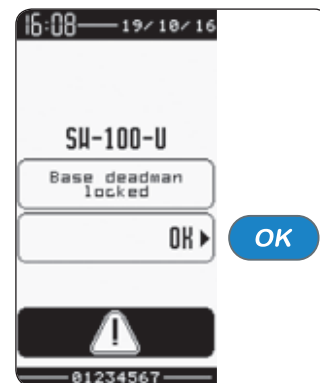 16:08 19/10/16
SW-100-U
Base deadman
locked
OK
OK
01234567